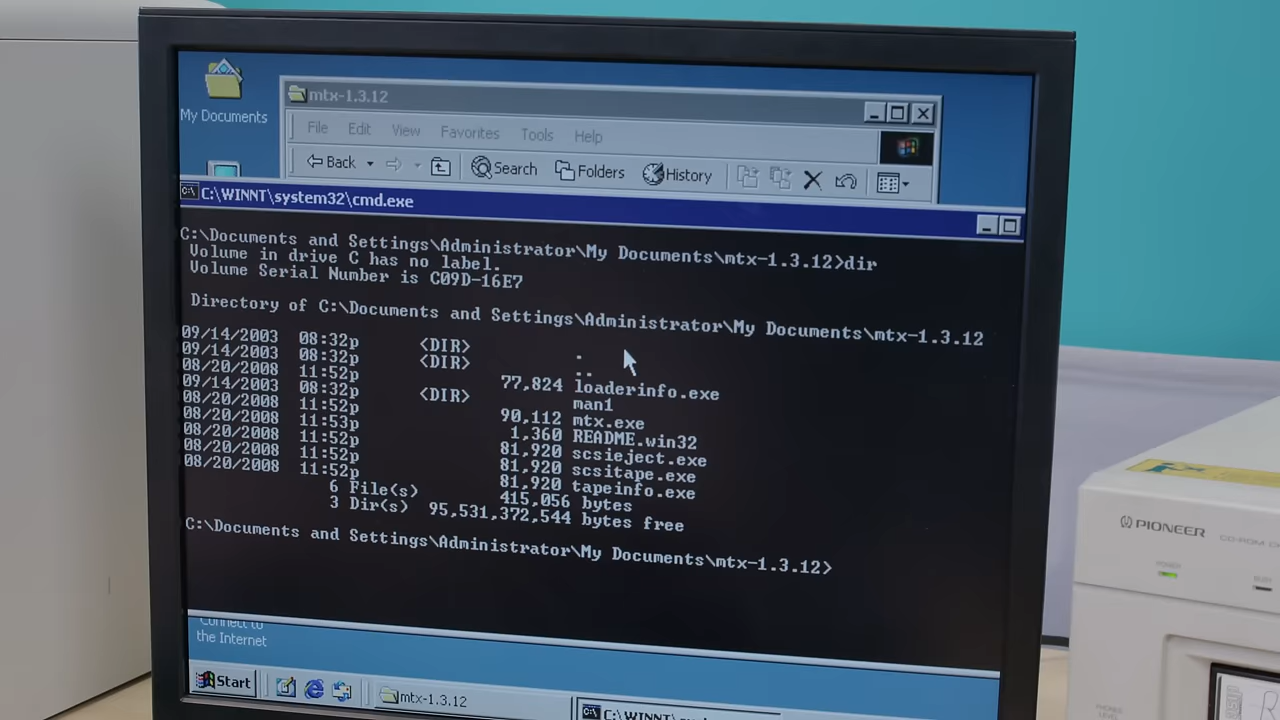 My Documents
mtx-1.3.12
File Edit View Favorites Tools Help
Back Search Folders History
C:\WINNT\system32\cmd.exe
C:\Documents and Settings\Administrator\My Documents\mtx-1.3.12>dir
Volume in drive C has no label.
Volume Serial Number is C09D-16E7
Directory of C:\Documents and Settings\Administrator\My Documents\mtx-1.3.12
09/14/2003 08:32p <DIR> .
09/14/2003 08:32p <DIR> ..
08/20/2008 11:52p 77,824 loaderinfo.exe
09/14/2003 08:32p <DIR> man1
08/20/2008 11:52p 90,112 mtx.exe
08/20/2008 11:53p 1,360 README.win32
08/20/2008 11:52p 81,920 scsieject.exe
08/20/2008 11:52p 81,920 scsitape.exe
08/20/2008 11:52p 81,920 tapeinfo.exe
6 File(s) 415,056 bytes
3 Dir(s) 95,531,372,544 bytes free
C:\Documents and Settings\Administrator\My Documents\mtx-1.3.12>
Connect to
the Internet
Start mtx-1.3.12
PIONEER CD-ROM
POWER